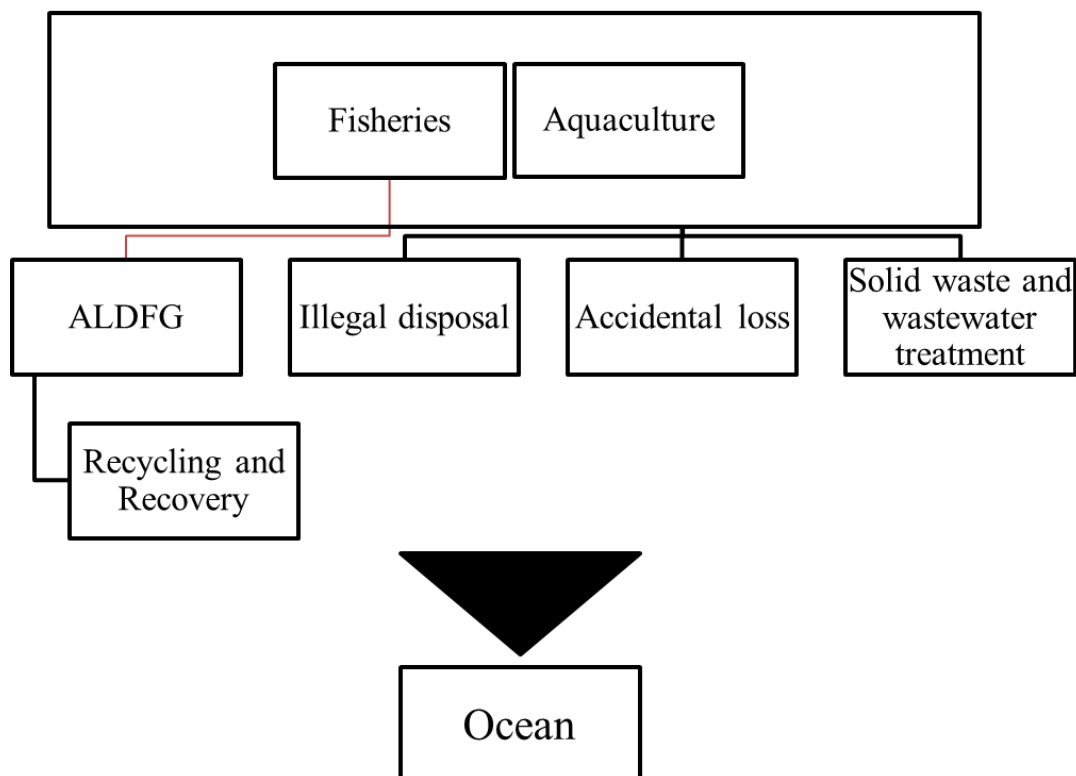 Fisheries
Aquaculture
ALDFG
Illegal disposal
Accidental loss
Solid waste and
wastewater
treatment
Recycling and
Recovery
Ocean